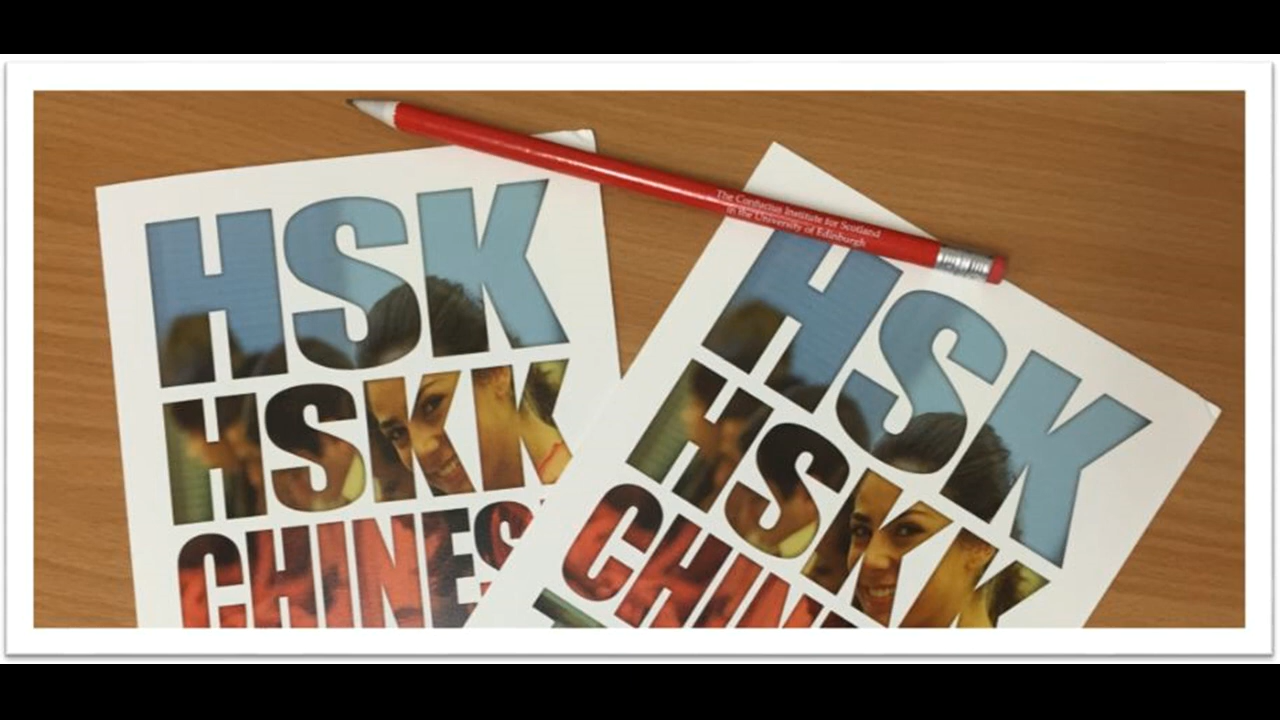 HSK
HSKK
CHINES
The Confucius Institute for Scotland
in the University of Edinburgh
HSK
HSKK
CHIN